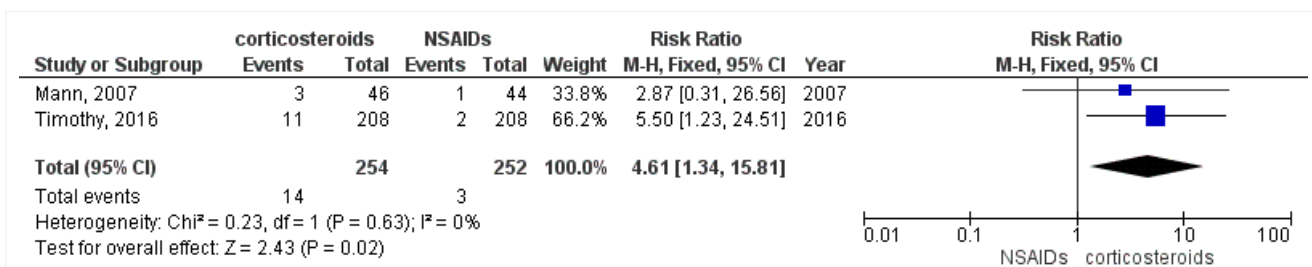 corticosteroids NSAIDs Risk Ratio Risk Ratio
Study or Subgroup Events Total Events Total Weight M-H, Fixed, 95% CI Year M-H, Fixed, 95% CI
Mann, 2007 3 46 1 44 33.8% 2.87 [0.31, 26.56] 2007
Timothy, 2016 11 208 2 208 66.2% 5.50 [1.23, 24.51] 2016
Total (95% CI) 254 252 100.0% 4.61 [1.34, 15.81]
Total events 14 3
Heterogeneity: Chi² = 0.23, df = 1 (P = 0.63); I² = 0%
Test for overall effect: Z = 2.43 (P = 0.02)
0.01 0.1 1 10 100
NSAIDs corticosteroids